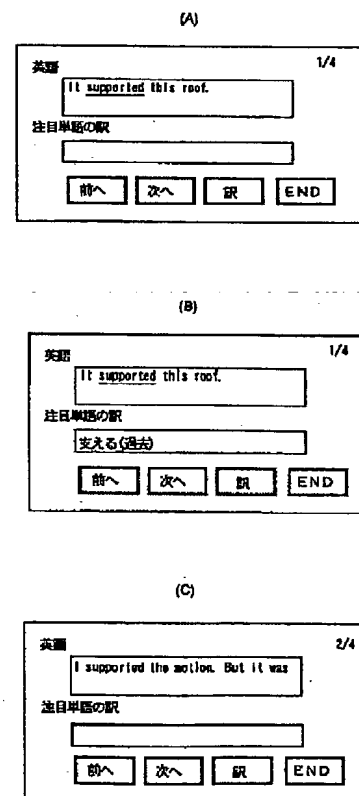 (A)
英語 1/4
It supported this roof.
注目単語の訳
前へ 次へ 訳 END
(B)
英語 1/4
It supported this roof.
注目単語の訳
支える(過去)
前へ 次へ 訳 END
(C)
英語 2/4
I supported the motion. But it was
注目単語の訳
前へ 次へ 訳 END